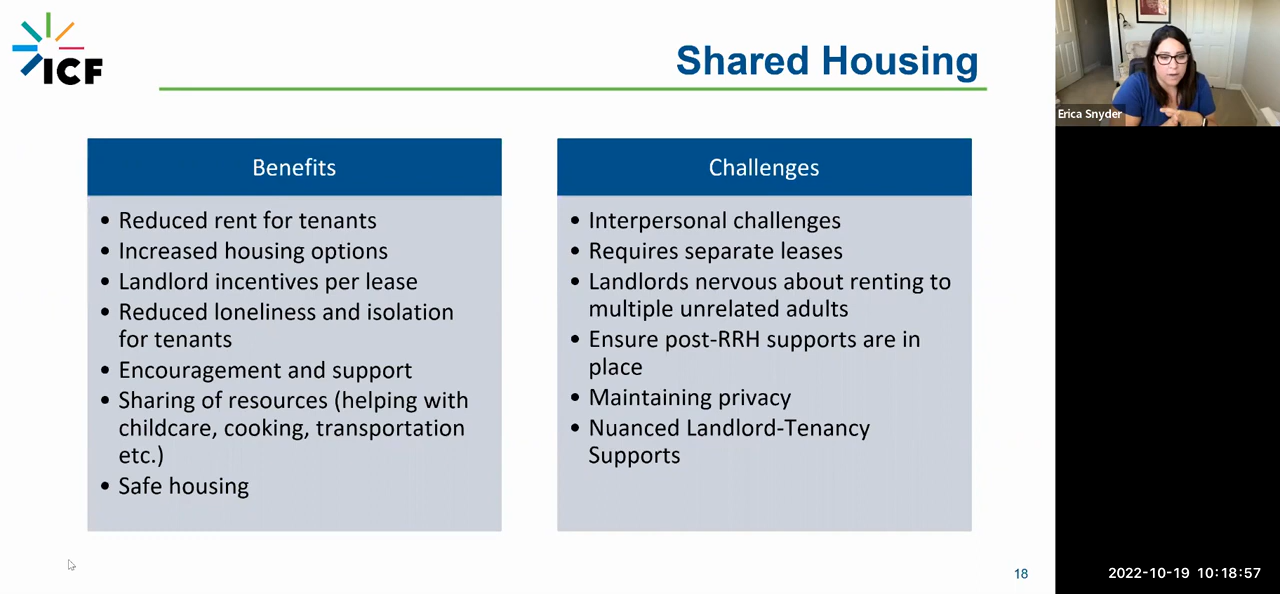 ICF
Shared Housing
Erica Snyder
Benefits
• Reduced rent for tenants
• Increased housing options
• Landlord incentives per lease
• Reduced loneliness and isolation
for tenants
• Encouragement and support
• Sharing of resources (helping with
childcare, cooking, transportation
etc.)
• Safe housing
Challenges
• Interpersonal challenges
• Requires separate leases
• Landlords nervous about renting to
multiple unrelated adults
• Ensure post-RRH supports are in
place
• Maintaining privacy
• Nuanced Landlord-Tenancy
Supports
18
2022-10-19 10:18:57